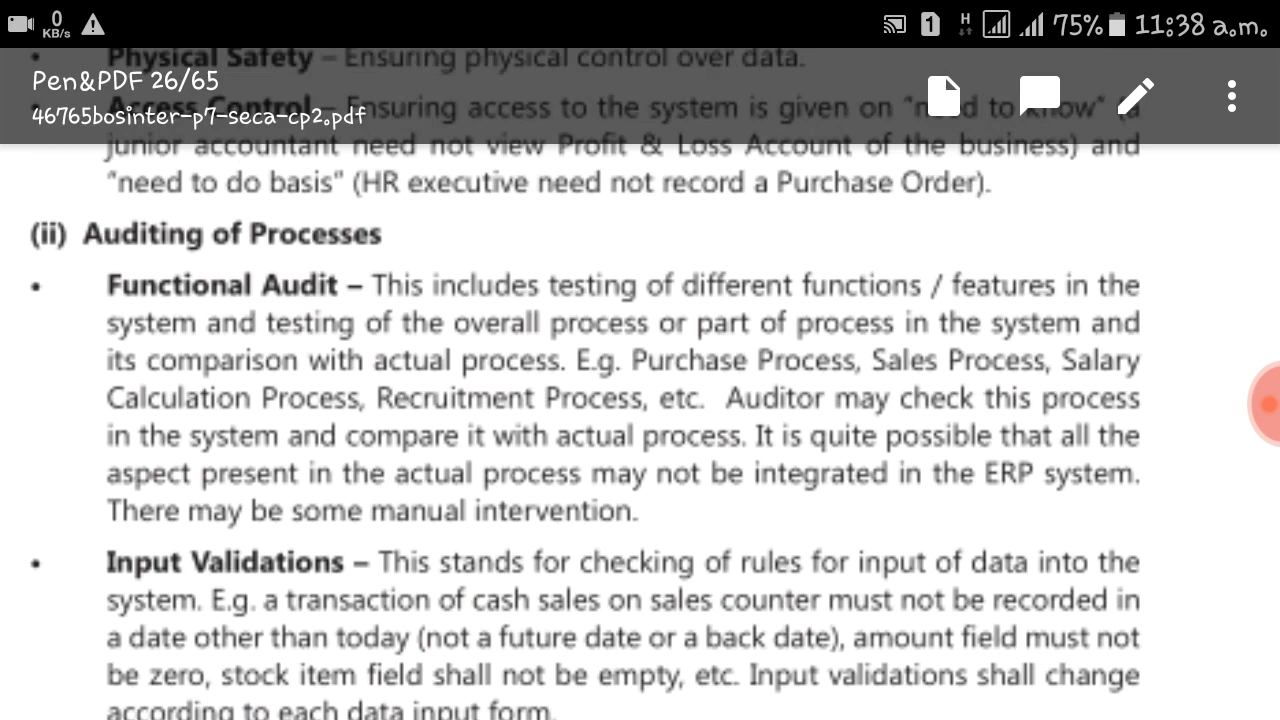 0
KB/s
1 H 75% 11:38 a.m.
Physical Safety – Ensuring physical control over data.
Pen&PDF 26/65
Access Control – Ensuring access to the system is given on "need to know" (a
46765bosinter-p7-seca-cp2.pdf
junior accountant need not view Profit & Loss Account of the business) and
"need to do basis" (HR executive need not record a Purchase Order).
(ii) Auditing of Processes
• Functional Audit – This includes testing of different functions / features in the
system and testing of the overall process or part of process in the system and
its comparison with actual process. E.g. Purchase Process, Sales Process, Salary
Calculation Process, Recruitment Process, etc. Auditor may check this process
in the system and compare it with actual process. It is quite possible that all the
aspect present in the actual process may not be integrated in the ERP system.
There may be some manual intervention.
• Input Validations – This stands for checking of rules for input of data into the
system. E.g. a transaction of cash sales on sales counter must not be recorded in
a date other than today (not a future date or a back date), amount field must not
be zero, stock item field shall not be empty, etc. Input validations shall change
according to each data input form.